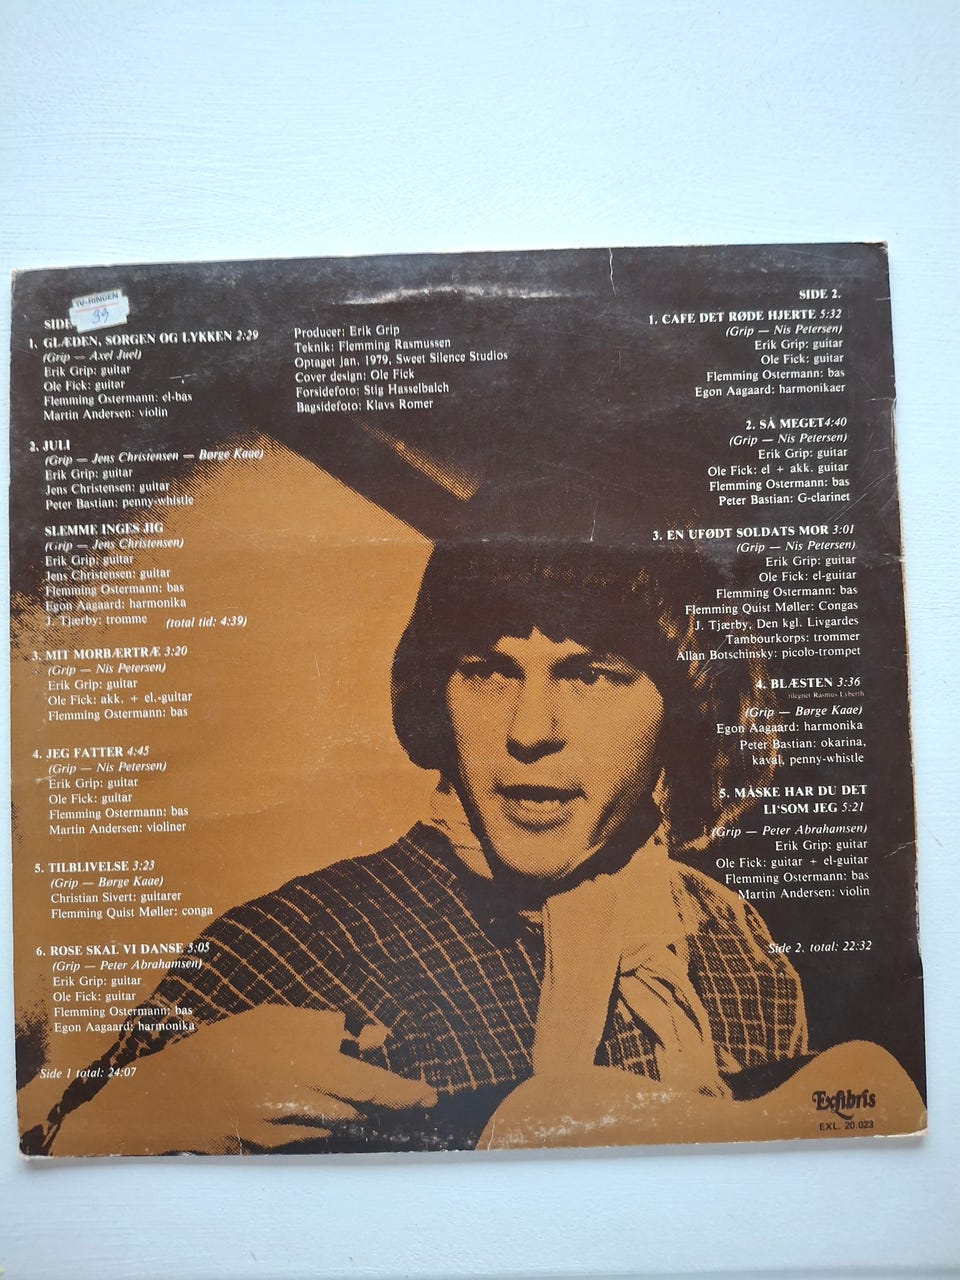 TV-RINGEN
39
SIDE
1. GLÆDEN, SORGEN OG LYKKEN 2:29
(Grip — Axel Juel)
Erik Grip: guitar
Ole Fick: guitar
Flemming Ostermann: el-bas
Martin Andersen: violin
2. JULI
(Grip — Jens Christensen — Børge Kaae)
Erik Grip: guitar
Jens Christensen: guitar
Peter Bastian: penny-whistle
SLEMME INGES JIG
(Grip — Jens Christensen)
Erik Grip: guitar
Jens Christensen: guitar
Flemming Ostermann: bas
Egon Aagaard: harmonika
J. Tjærby: tromme (total tid: 4:39)
3. MIT MORBÆRTRÆ 3:20
(Grip — Nis Petersen)
Erik Grip: guitar
Ole Fick: akk. + el.-guitar
Flemming Ostermann: bas
4. JEG FATTER 4:45
(Grip — Nis Petersen)
Erik Grip: guitar
Ole Fick: guitar
Flemming Ostermann: bas
Martin Andersen: violiner
5. TILBLIVELSE 3:23
(Grip — Børge Kaae)
Christian Sivert: guitarer
Flemming Quist Møller: conga
6. ROSE SKAL VI DANSE 5:05
(Grip — Peter Abrahamsen)
Erik Grip: guitar
Ole Fick: guitar
Flemming Ostermann: bas
Egon Aagaard: harmonika
Side 1 total: 24:07
Producer: Erik Grip
Teknik: Flemming Rasmussen
Optaget jan. 1979, Sweet Silence Studios
Cover design: Ole Fick
Forsidefoto: Stig Hasselbalch
Bagsidefoto: Klavs Romer
SIDE 2.
1. CAFE DET RØDE HJERTE 5:32
(Grip — Nis Petersen)
Erik Grip: guitar
Ole Fick: guitar
Flemming Ostermann: bas
Egon Aagaard: harmonikaer
2. SÅ MEGET 4:40
(Grip — Nis Petersen)
Erik Grip: guitar
Ole Fick: el + akk. guitar
Flemming Ostermann: bas
Peter Bastian: G-clarinet
3. EN UFØDT SOLDATS MOR 3:01
(Grip — Nis Petersen)
Erik Grip: guitar
Ole Fick: el-guitar
Flemming Ostermann: bas
Flemming Quist Møller: Congas
J. Tjærby, Den kgl. Livgardes
Tambourkorps: trommer
Allan Botschinsky: picolo-trompet
4. BLÆSTEN 3:36
tilegnet Rasmus Lyberth
(Grip — Børge Kaae)
Egon Aagaard: harmonika
Peter Bastian: okarina,
kaval, penny-whistle
5. MÅSKE HAR DU DET
LI'SOM JEG 5:21
(Grip — Peter Abrahamsen)
Erik Grip: guitar
Ole Fick: guitar + el-guitar
Flemming Ostermann: bas
Martin Andersen: violin
Side 2. total: 22:32
Exlibris
EXL. 20.023